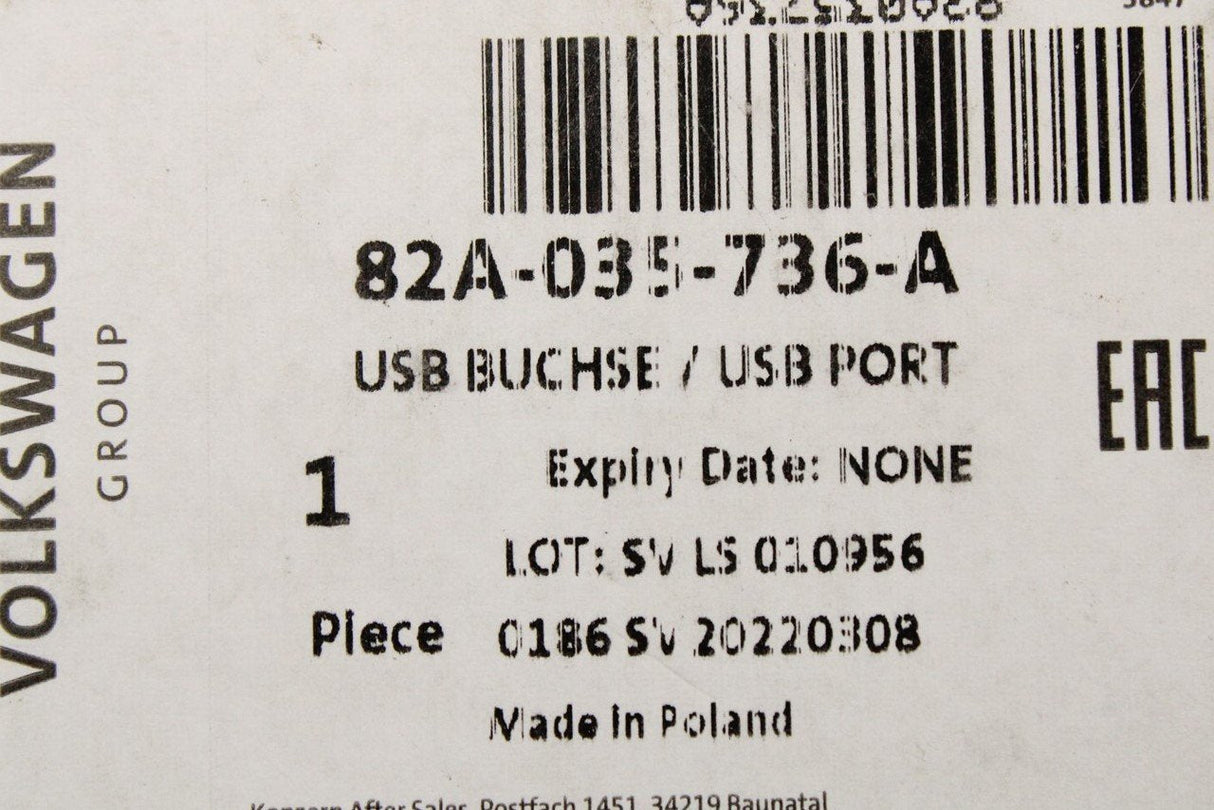 VOLKSWAGEN
GROUP
82A-035-736-A
USB BUCHSE / USB PORT
EAC
1
Expiry Date: NONE
LOT: SV LS 010956
Piece
0186 SV 20220308
Made in Poland
Konzern After Sales, Postfach 1451, 34219 Baunatal